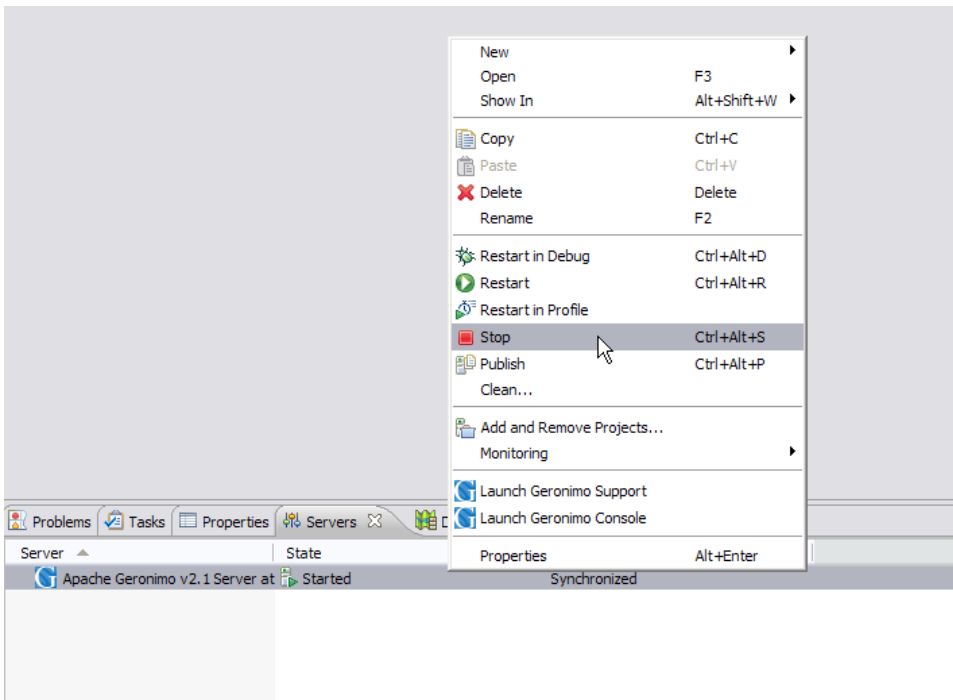 New
Open F3
Show In Alt+Shift+W
Copy Ctrl+C
Paste Ctrl+V
Delete Delete
Rename F2
Restart in Debug Ctrl+Alt+D
Restart Ctrl+Alt+R
Restart in Profile
Stop Ctrl+Alt+S
Publish Ctrl+Alt+P
Clean...
Add and Remove Projects...
Monitoring
Launch Geronimo Support
Launch Geronimo Console
Properties Alt+Enter
Problems Tasks Properties Servers
Server State
Apache Geronimo v2.1 Server at Started Synchronized